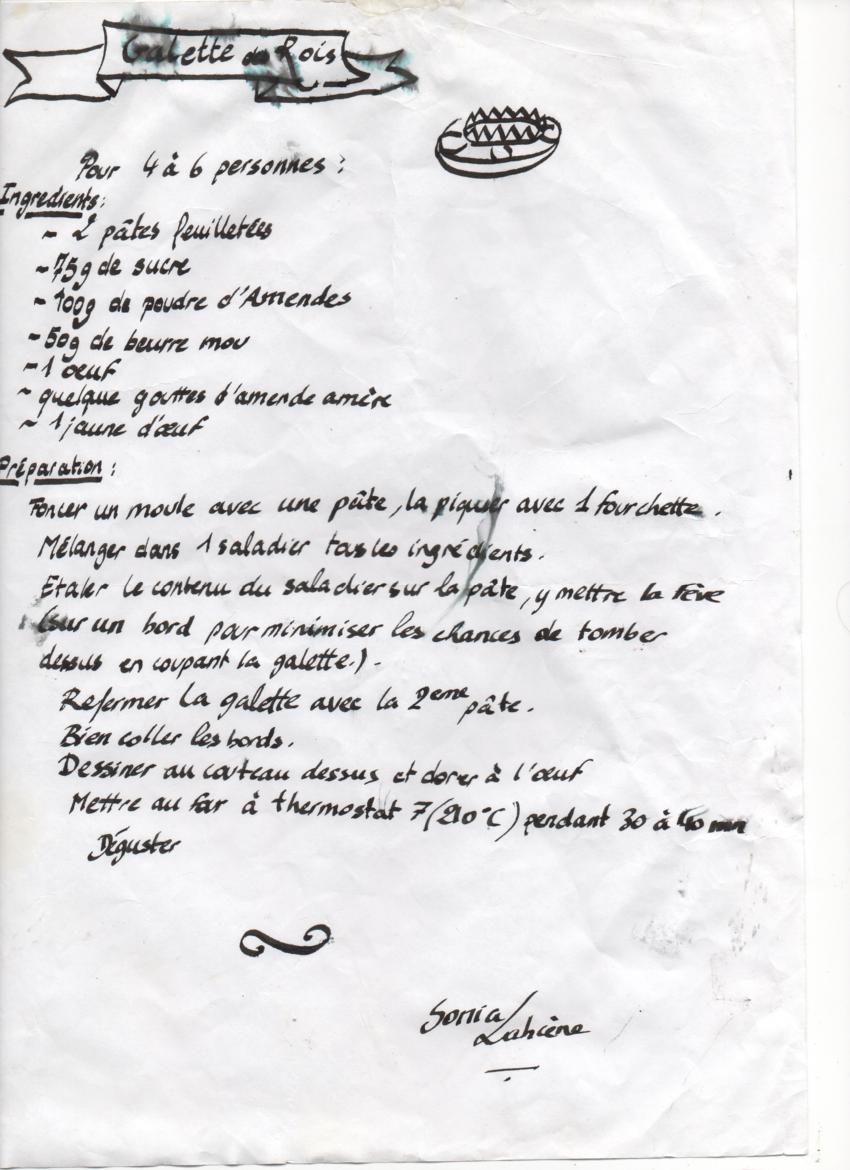 Galette des Rois
Pour 4 à 6 personnes :
Ingredients :
~ 2 pâtes feuilletées
~ 75g de sucre
~ 100g de poudre d'Amendes
~ 50g de beurre mou
~ 1 oeuf
~ quelque gouttes d'amende amère
~ 1 jaune d'œuf
Préparation :
Foncer un moule avec une pâte, la piquer avec 1 fourchette.
Mélanger dans 1 saladier tous les ingrédients.
Etaler le contenu du saladier sur la pâte, y mettre la fève
(sur un bord pour minimiser les chances de tomber
dessus en coupant la galette.).
Refermer la galette avec la 2eme pâte.
Bien coller les bords.
Dessiner au couteau dessus et dorer à l'œuf
Mettre au four à thermostat 7 (210°C) pendant 30 à 40 mn
Déguster
Sonia
Lahcène